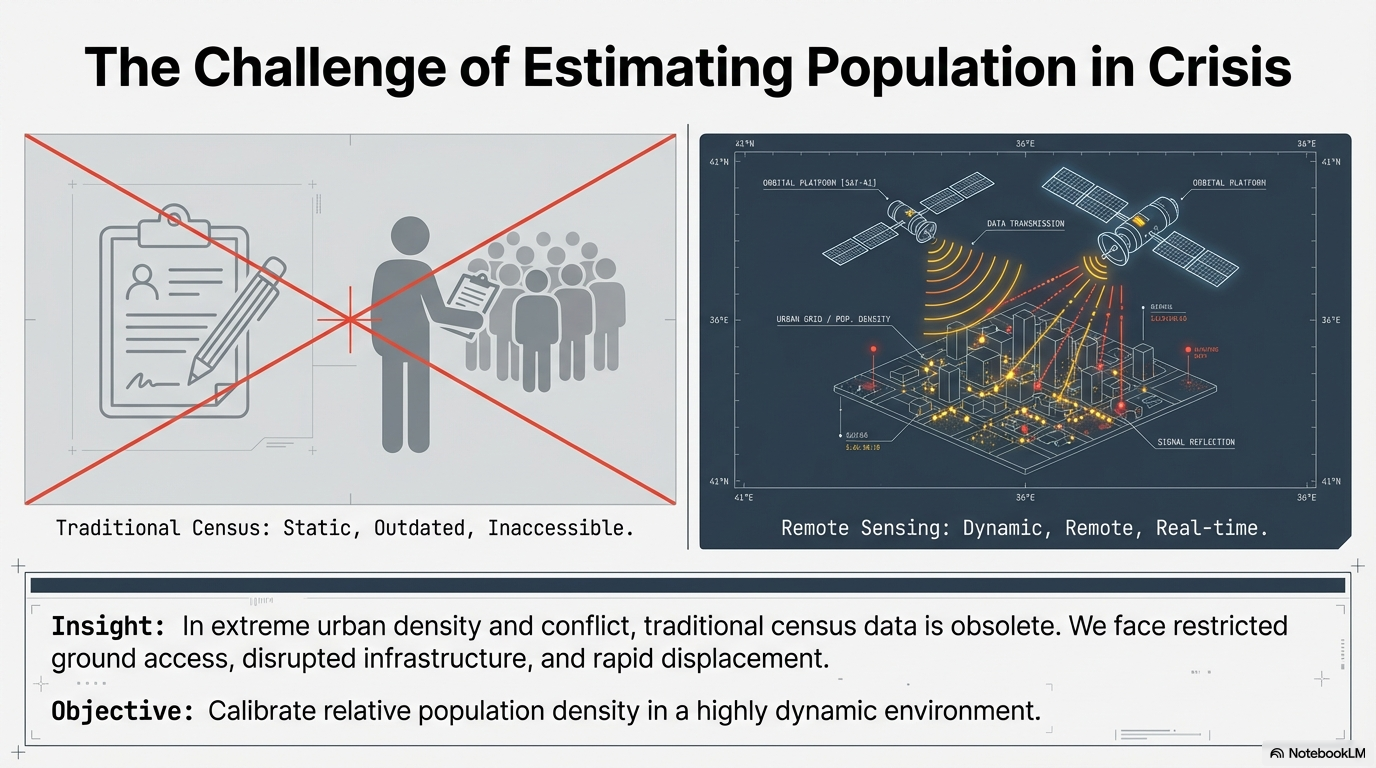 The Challenge of Estimating Population in Crisis
41°N
36°E
36°E
41°N
41°N
ORBITAL PLATFORM
DATA TRANSMISSION
URBAN GRID / POP. DENSITY
36°E
36°E
SIGNAL REFLECTION
41°N
41°N
41°E
36°E
36°E
Traditional Census: Static, Outdated, Inaccessible.
Remote Sensing: Dynamic, Remote, Real-time.
Insight: In extreme urban density and conflict, traditional census data is obsolete. We face restricted
ground access, disrupted infrastructure, and rapid displacement.
Objective: Calibrate relative population density in a highly dynamic environment.
NotebookLM